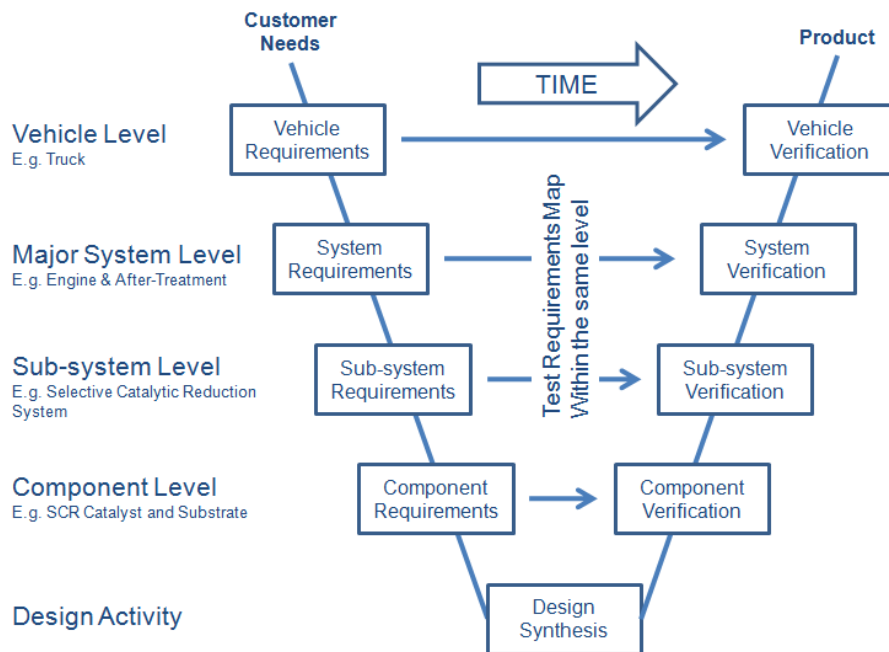 Customer
Needs
Product
TIME
Vehicle Level
E.g. Truck
Vehicle
Requirements
Vehicle
Verification
Test Requirements Map
Within the same level
Major System Level
E.g. Engine & After-Treatment
System
Requirements
System
Verification
Sub-system Level
E.g. Selective Catalytic Reduction
System
Sub-system
Requirements
Sub-system
Verification
Component Level
E.g. SCR Catalyst and Substrate
Component
Requirements
Component
Verification
Design Activity
Design
Synthesis